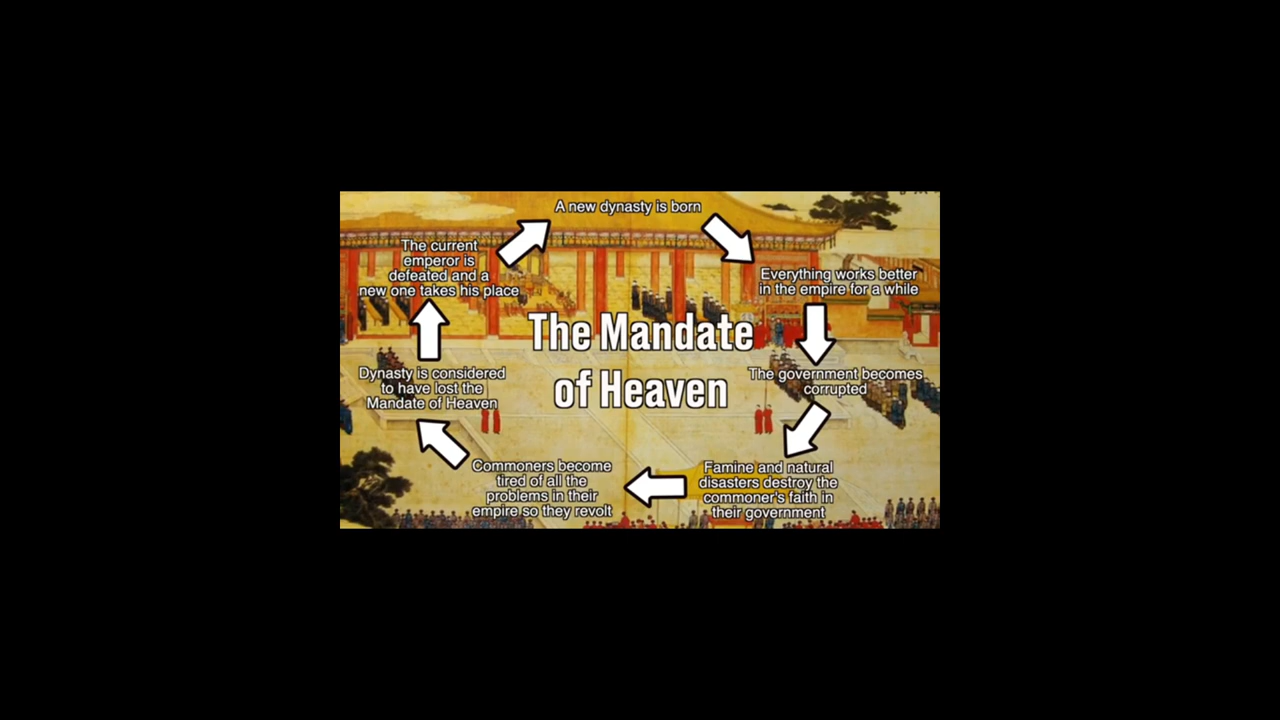 A new dynasty is born
Everything works better
in the empire for a while
The government becomes
corrupted
Famine and natural
disasters destroy the
commoner's faith in
their government
Commoners become
tired of all the
problems in their
empire so they revolt
Dynasty is considered
to have lost the
Mandate of Heaven
The current
emperor is
defeated and a
new one takes his place
The Mandate
of Heaven